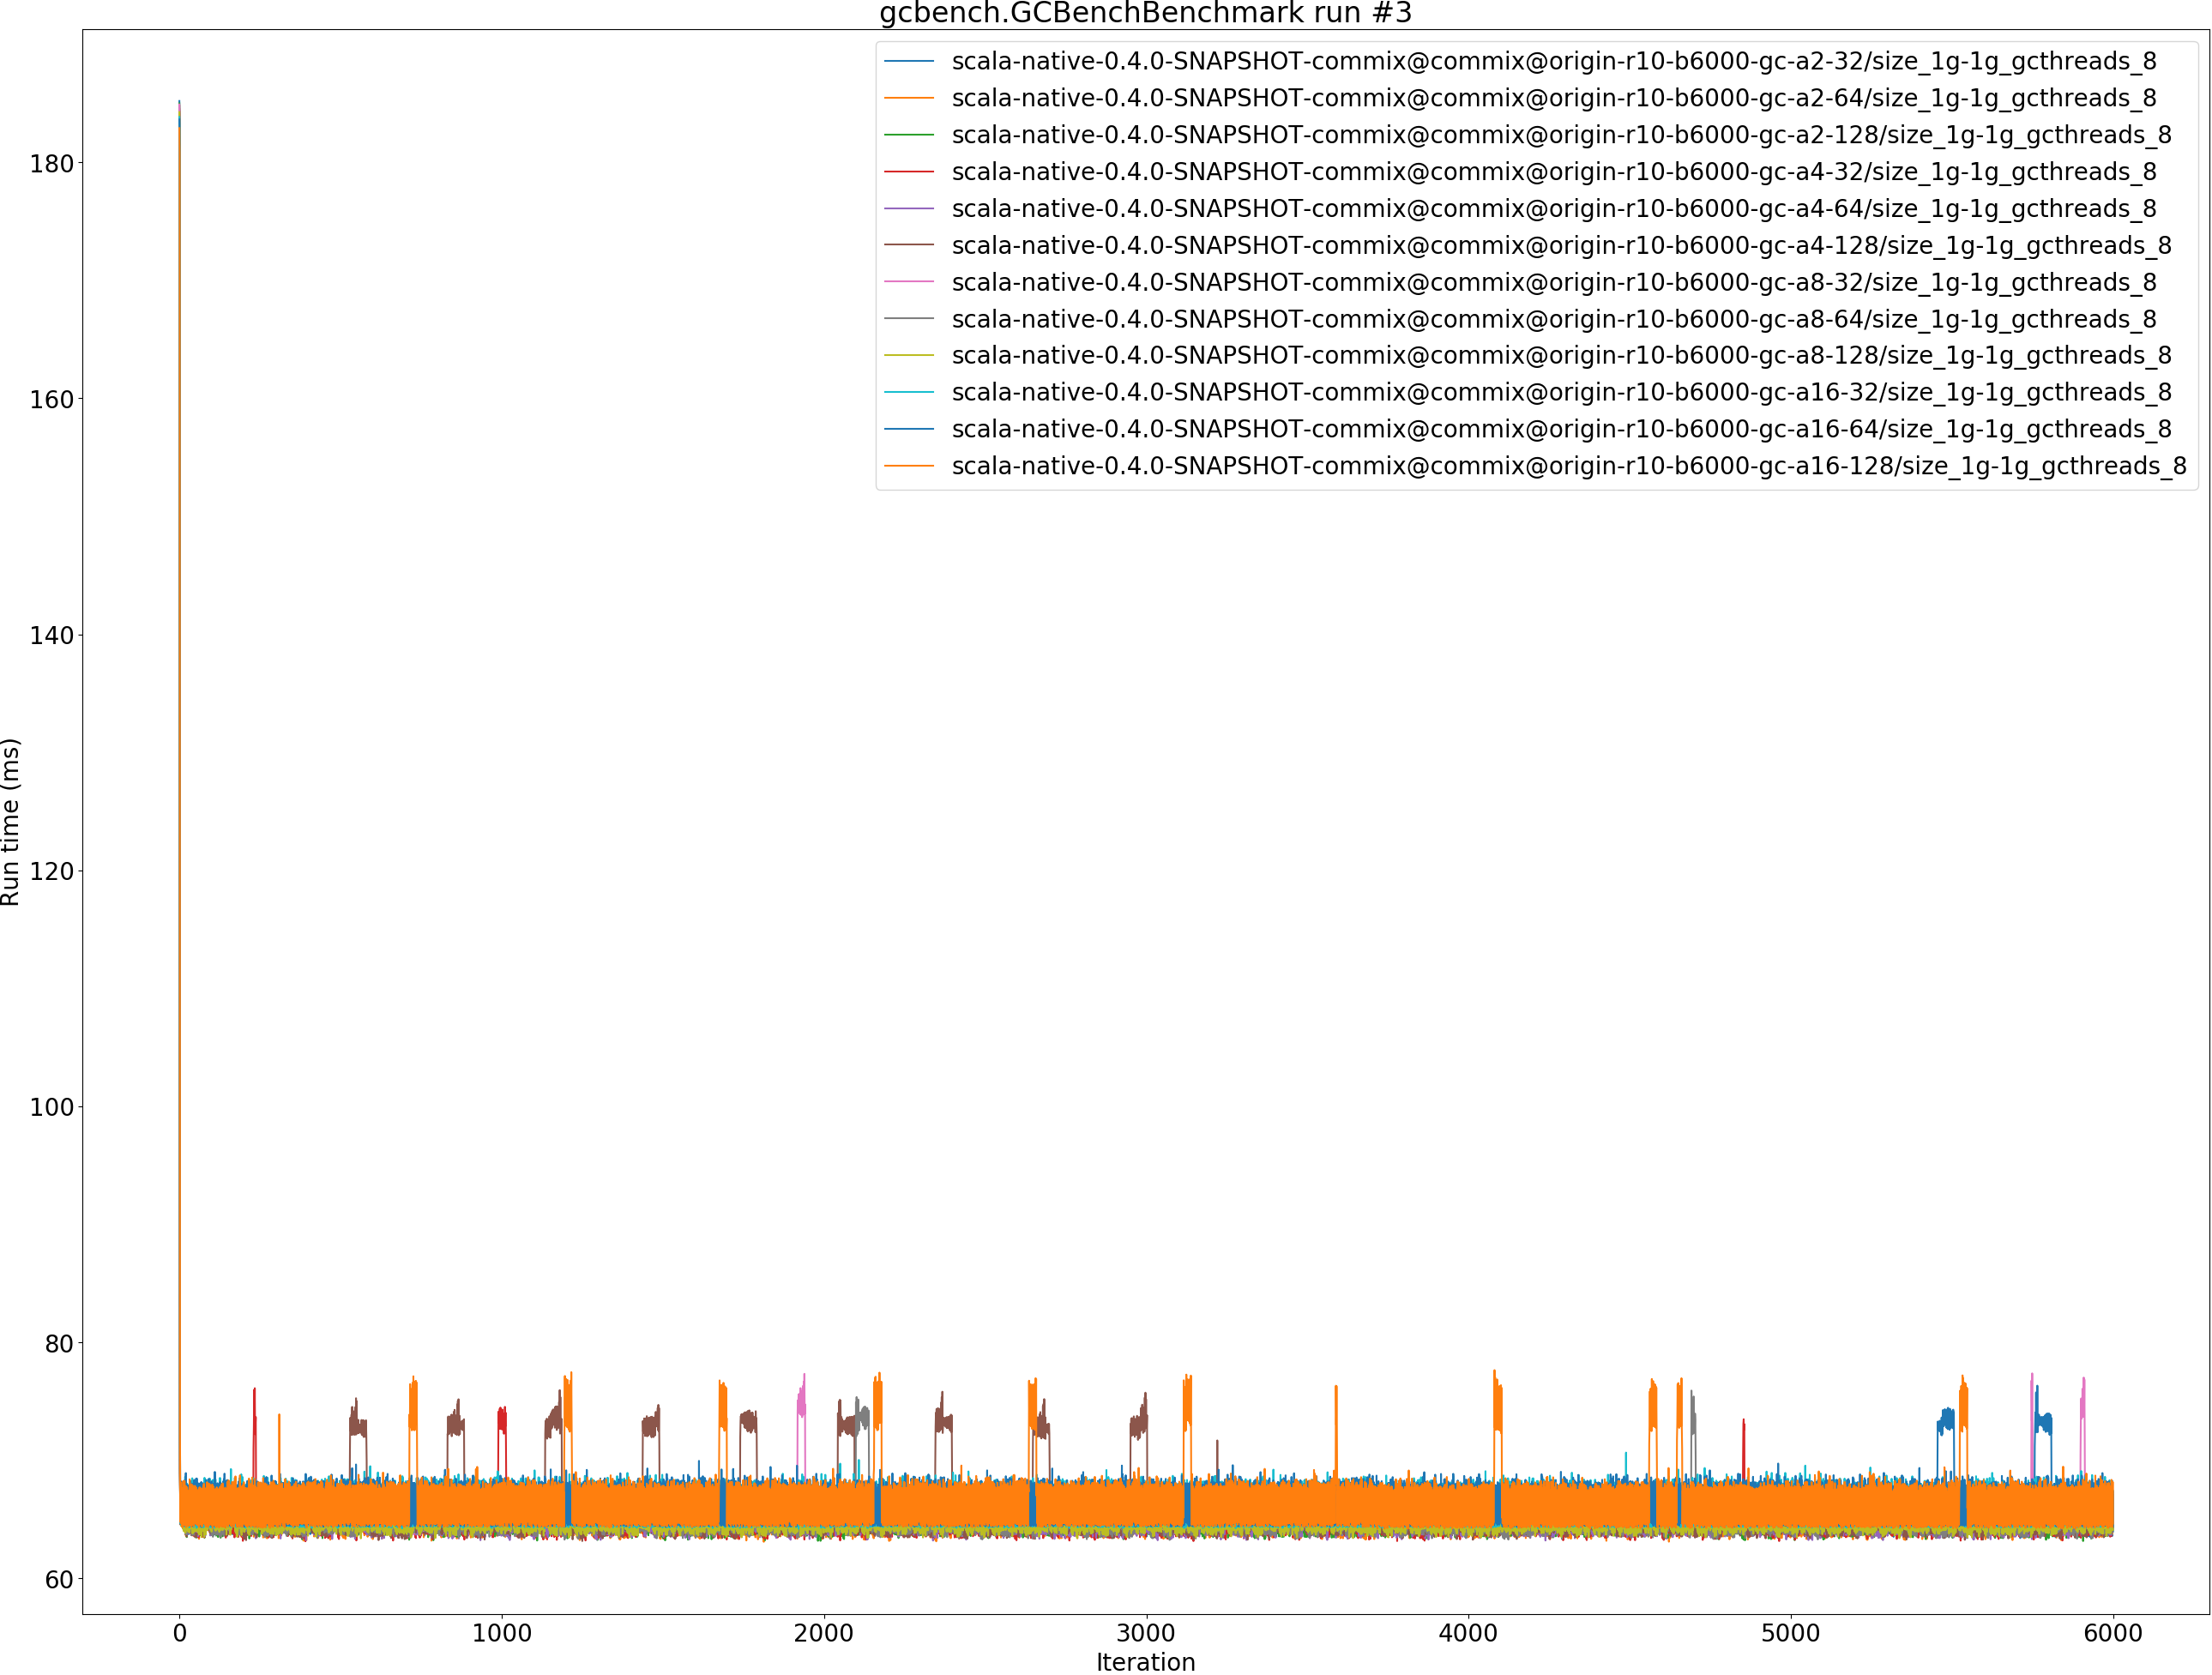 gcbench.GCBenchBenchmark run #3
scala-native-0.4.0-SNAPSHOT-commix@commix@origin-r10-b6000-gc-a2-32/size_1g-1g_gcthreads_8
scala-native-0.4.0-SNAPSHOT-commix@commix@origin-r10-b6000-gc-a2-64/size_1g-1g_gcthreads_8
scala-native-0.4.0-SNAPSHOT-commix@commix@origin-r10-b6000-gc-a2-128/size_1g-1g_gcthreads_8
scala-native-0.4.0-SNAPSHOT-commix@commix@origin-r10-b6000-gc-a4-32/size_1g-1g_gcthreads_8
scala-native-0.4.0-SNAPSHOT-commix@commix@origin-r10-b6000-gc-a4-64/size_1g-1g_gcthreads_8
scala-native-0.4.0-SNAPSHOT-commix@commix@origin-r10-b6000-gc-a4-128/size_1g-1g_gcthreads_8
scala-native-0.4.0-SNAPSHOT-commix@commix@origin-r10-b6000-gc-a8-32/size_1g-1g_gcthreads_8
scala-native-0.4.0-SNAPSHOT-commix@commix@origin-r10-b6000-gc-a8-64/size_1g-1g_gcthreads_8
scala-native-0.4.0-SNAPSHOT-commix@commix@origin-r10-b6000-gc-a8-128/size_1g-1g_gcthreads_8
scala-native-0.4.0-SNAPSHOT-commix@commix@origin-r10-b6000-gc-a16-32/size_1g-1g_gcthreads_8
scala-native-0.4.0-SNAPSHOT-commix@commix@origin-r10-b6000-gc-a16-64/size_1g-1g_gcthreads_8
scala-native-0.4.0-SNAPSHOT-commix@commix@origin-r10-b6000-gc-a16-128/size_1g-1g_gcthreads_8
180
160
140
120
100
80
60
Run time (ms)
0 1000 2000 3000 4000 5000 6000
Iteration